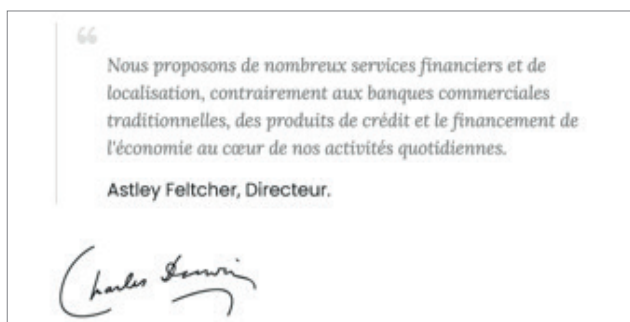 Nous proposons de nombreux services financiers et de
localisation, contrairement aux banques commerciales
traditionnelles, des produits de crédit et le financement de
l'économie au cœur de nos activités quotidiennes.
Astley Feltcher, Directeur.
Charles Darwin